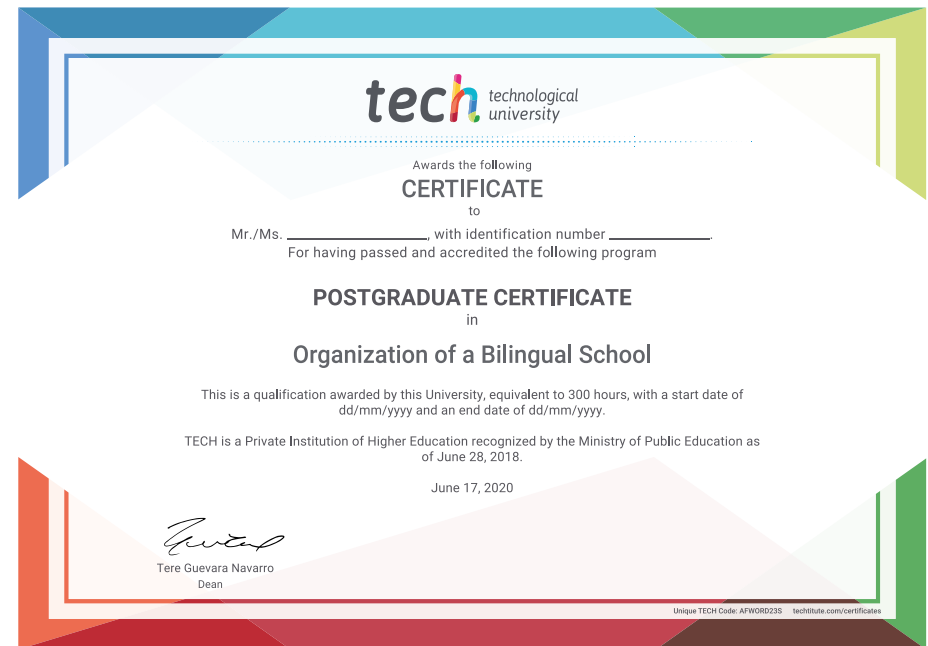 tech technological
university
Awards the following
CERTIFICATE
to
Mr./Ms. ____________________, with identification number ______________.
For having passed and accredited the following program
POSTGRADUATE CERTIFICATE
in
Organization of a Bilingual School
This is a qualification awarded by this University, equivalent to 300 hours, with a start date of
dd/mm/yyyy and an end date of dd/mm/yyyy.
TECH is a Private Institution of Higher Education recognized by the Ministry of Public Education as
of June 28, 2018.
June 17, 2020
Tere Guevara Navarro
Dean
Unique TECH Code: AFWORD23S techtitute.com/certificates